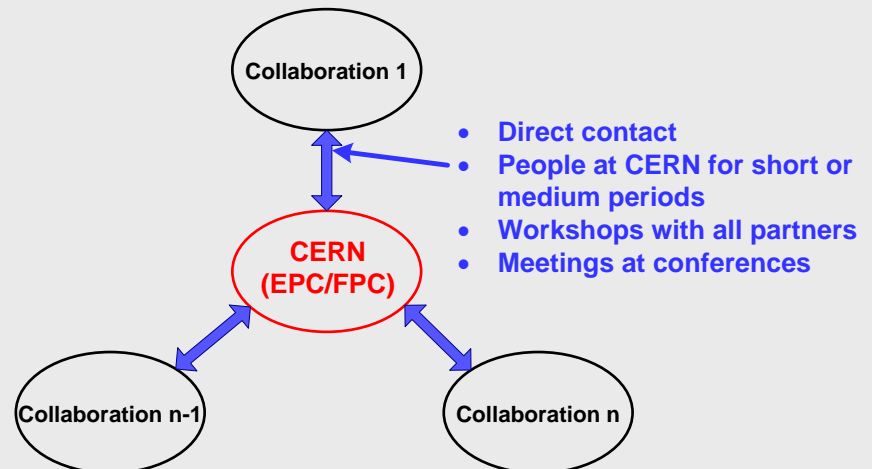 Collaboration 1
• Direct contact
• People at CERN for short or
medium periods
• Workshops with all partners
• Meetings at conferences
CERN
(EPC/FPC)
Collaboration n-1
Collaboration n